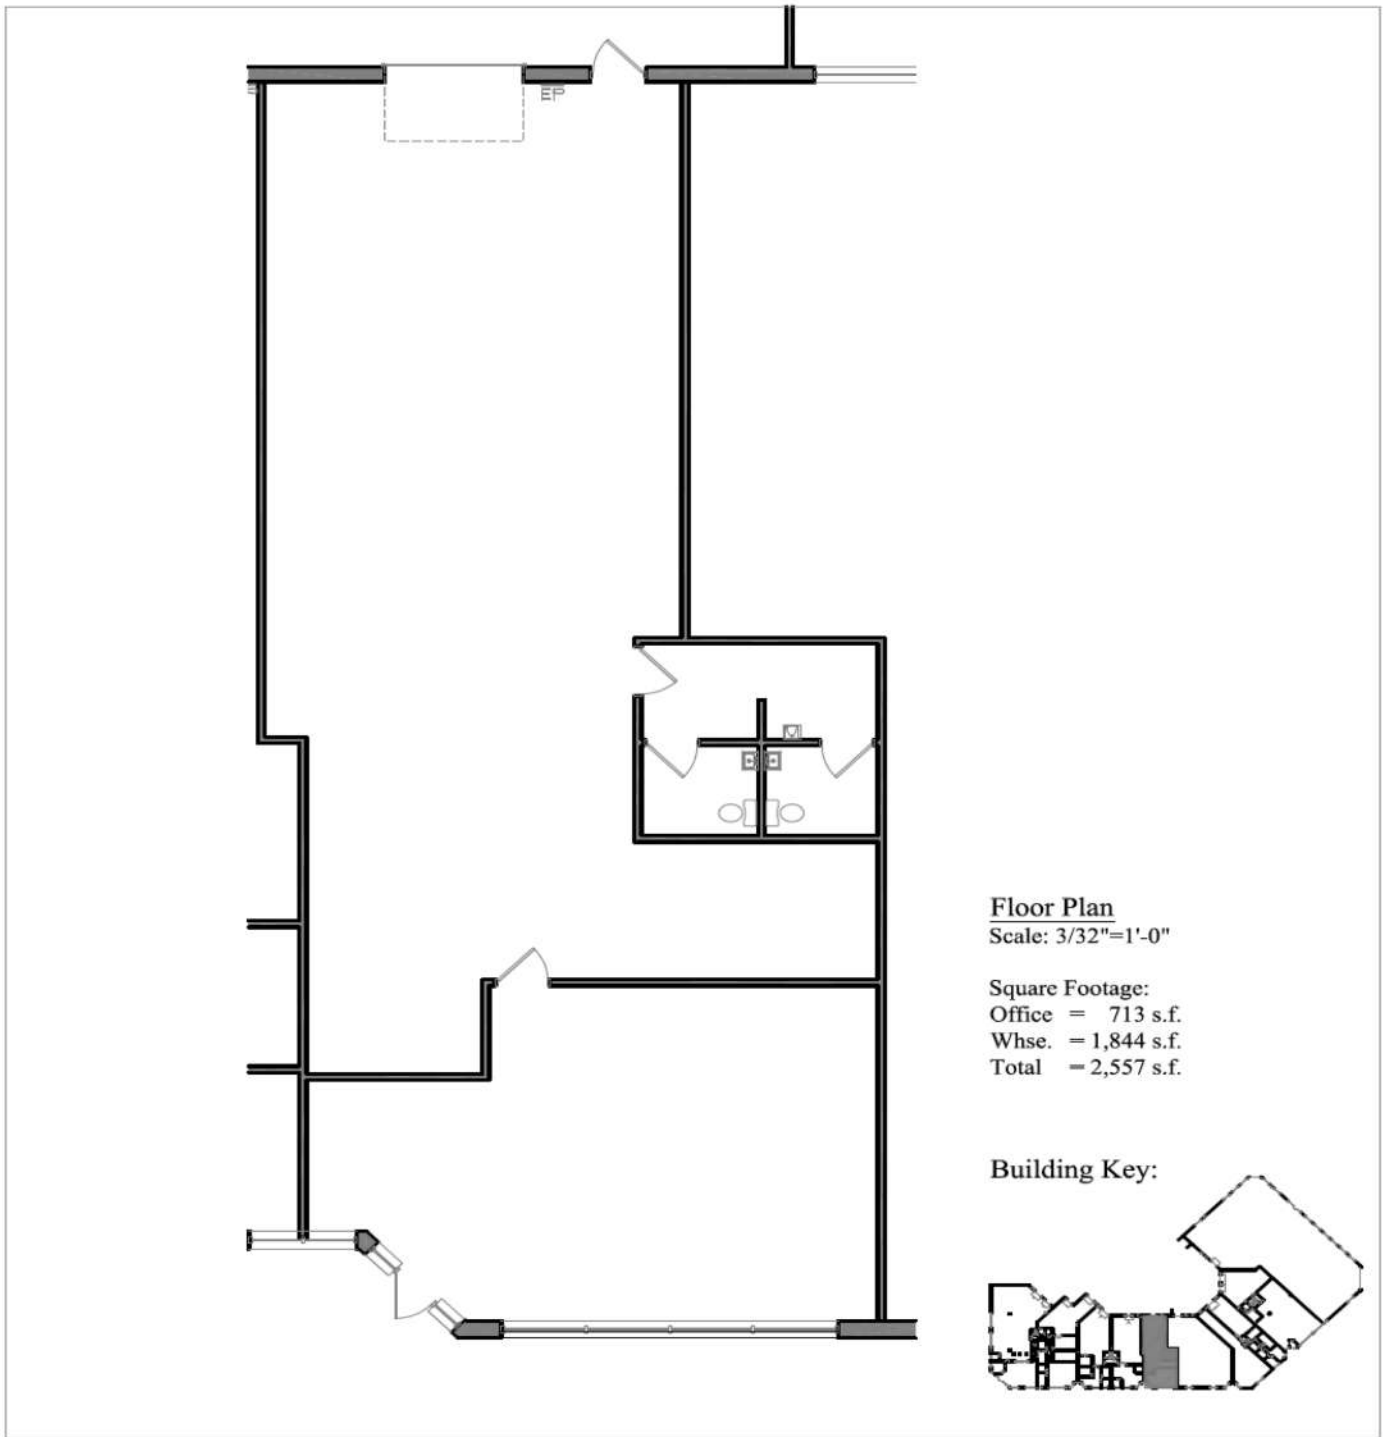 EP
Floor Plan
Scale: 3/32"=1'-0"
Square Footage:
Office = 713 s.f.
Whse. = 1,844 s.f.
Total = 2,557 s.f.
Building Key: